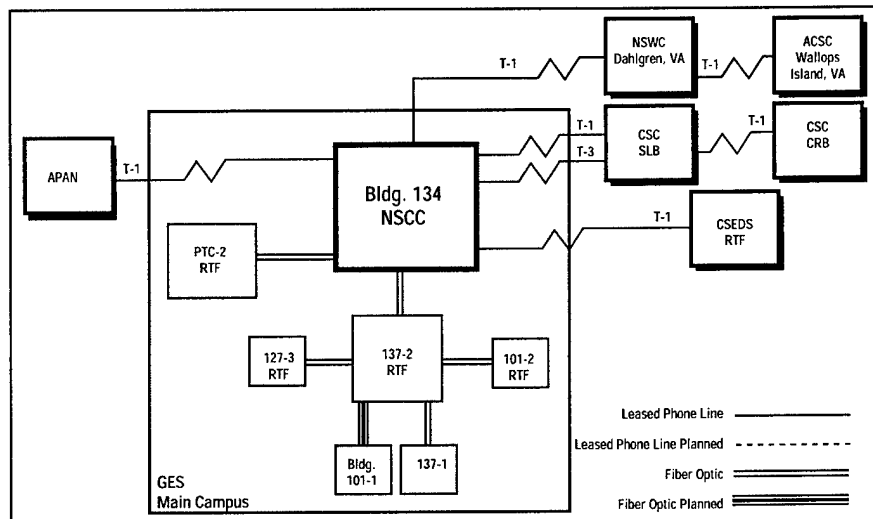 T-1
NSWC
Dahlgren, VA
T-1
ACSC
Wallops
Island, VA
APAN
T-1
Bldg. 134
NSCC
T-1
T-3
CSC
SLB
T-1
CSC
CRB
T-1
CSEDS
RTF
PTC-2
RTF
127-3
RTF
137-2
RTF
101-2
RTF
Bldg.
101-1
137-1
GES
Main Campus
Leased Phone Line
Leased Phone Line Planned
Fiber Optic
Fiber Optic Planned